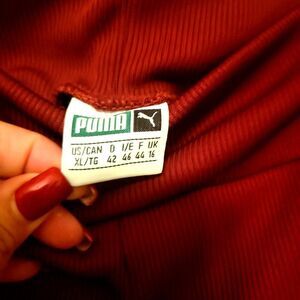 PUMA
US/CAN D I/E F UK
XL/TG 42 46 44 16